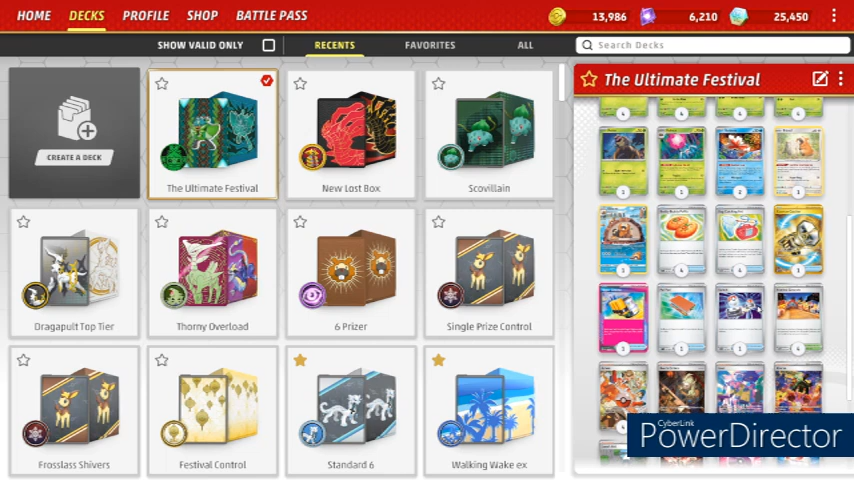 HOME DECKS PROFILE SHOP BATTLE PASS 13,986 6,210 25,450
SHOW VALID ONLY RECENTS FAVORITES ALL Search Decks
The Ultimate Festival
CREATE A DECK
The Ultimate Festival New Lost Box Scovillain
Dragapult Top Tier Thorny Overload 6 Prizer Single Prize Control
Frosslass Shivers Festival Control Standard 6 Walking Wake ex
CyberLink
PowerDirector